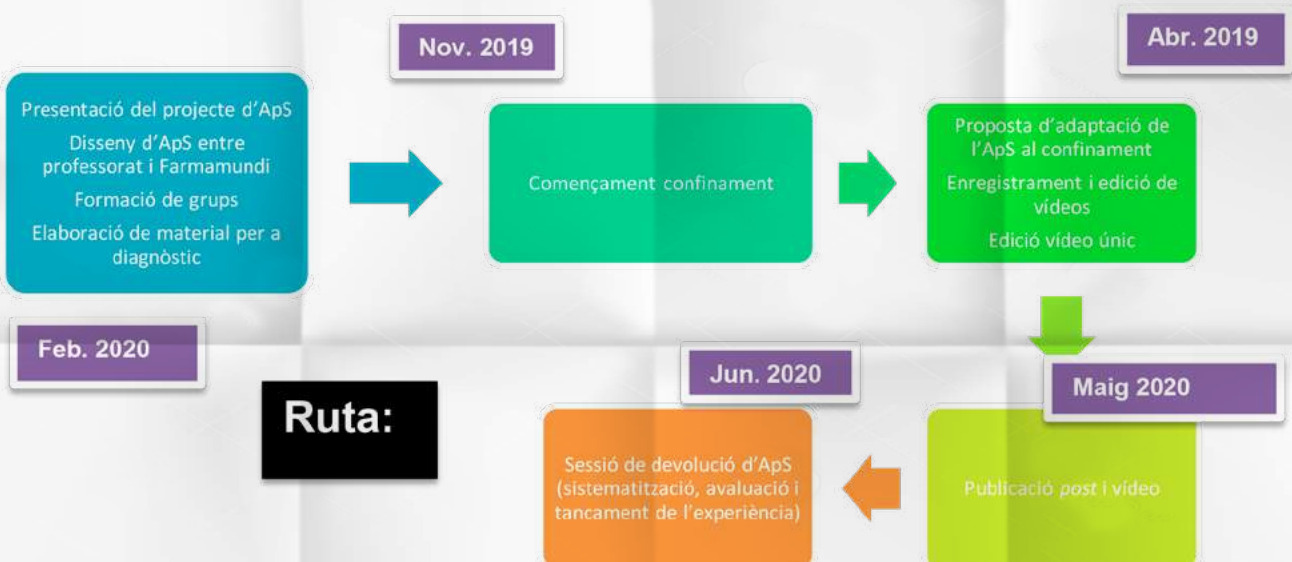 Nov. 2019
Abr. 2019
Presentació del projecte d'ApS
Disseny d'ApS entre
professorat i Farmamundi
Formació de grups
Elaboració de material per a
diagnòstic
Començament confinament
Proposta d'adaptació de
l'ApS al confinament
Enregistrament i edició de
vídeos
Edició vídeo únic
Feb. 2020
Ruta:
Jun. 2020
Maig 2020
Sessió de devolució d'ApS
(sistematització, avaluació i
tancament de l'experiència)
Publicació post i vídeo